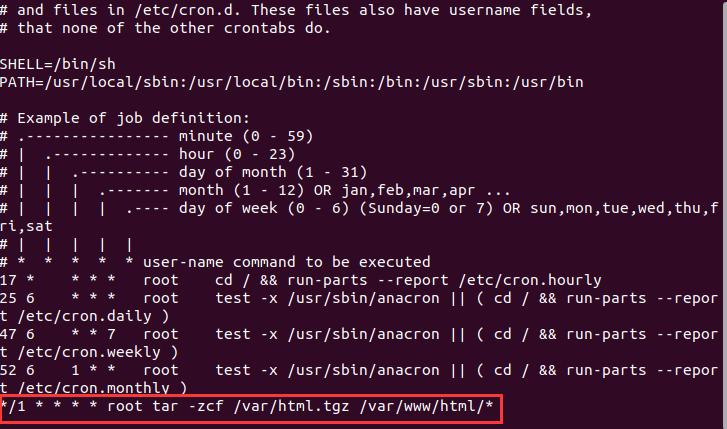 # and files in /etc/cron.d. These files also have username fields,
# that none of the other crontabs do.
SHELL=/bin/sh
PATH=/usr/local/sbin:/usr/local/bin:/sbin:/bin:/usr/sbin:/usr/bin
# Example of job definition:
# .---------------- minute (0 - 59)
# |  .------------- hour (0 - 23)
# |  |  .---------- day of month (1 - 31)
# |  |  |  .------- month (1 - 12) OR jan,feb,mar,apr ...
# |  |  |  |  .---- day of week (0 - 6) (Sunday=0 or 7) OR sun,mon,tue,wed,thu,f
ri,sat
# |  |  |  |  |
# *  *  *  *  * user-name command to be executed
17 *    * * *   root    cd / && run-parts --report /etc/cron.hourly
25 6    * * *   root    test -x /usr/sbin/anacron || ( cd / && run-parts --repor
t /etc/cron.daily )
47 6    * * 7   root    test -x /usr/sbin/anacron || ( cd / && run-parts --repor
t /etc/cron.weekly )
52 6    1 * *   root    test -x /usr/sbin/anacron || ( cd / && run-parts --repor
t /etc/cron.monthly )
*/1 * * * * root tar -zcf /var/html.tgz /var/www/html/*